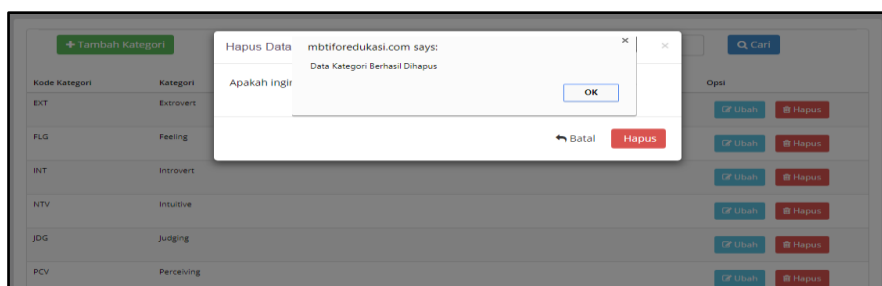 Tambah Kategori
Cari
Hapus Data
mbtiforedukasi.com says:
Data Kategori Berhasil Dihapus
OK
Apakah ingin
Batal
Hapus
Kode Kategori Kategori Opsi
EXT Extrovert Ubah Hapus
FLG Feeling Ubah Hapus
INT Introvert Ubah Hapus
NTV Intuitive Ubah Hapus
JDG Judging Ubah Hapus
PCV Perceiving Ubah Hapus